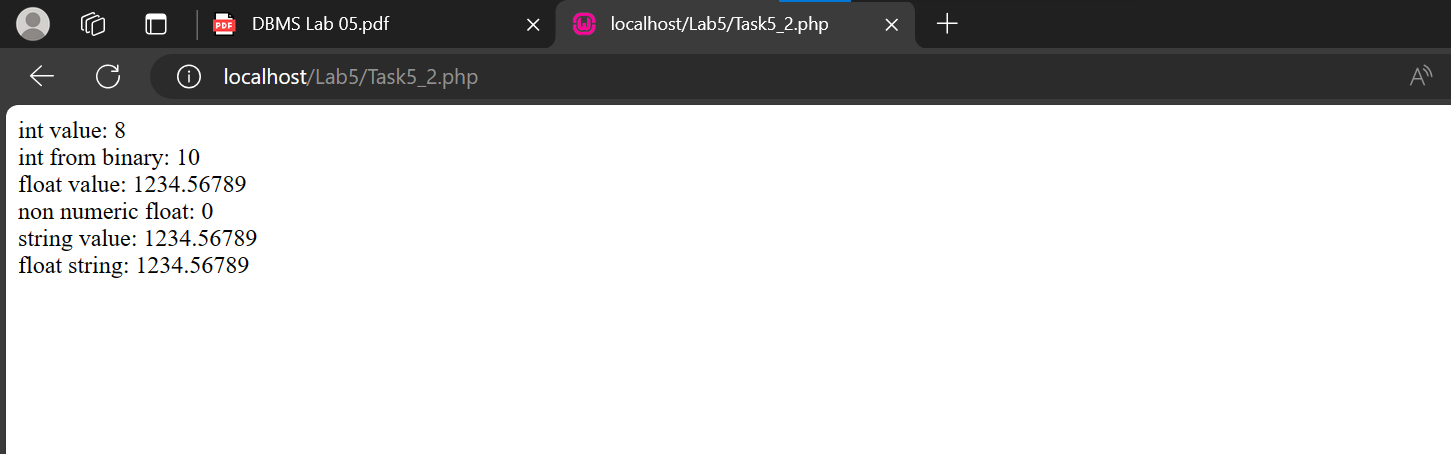 DBMS Lab 05.pdf
localhost/Lab5/Task5_2.php
localhost/Lab5/Task5_2.php
int value: 8
int from binary: 10
float value: 1234.56789
non numeric float: 0
string value: 1234.56789
float string: 1234.56789